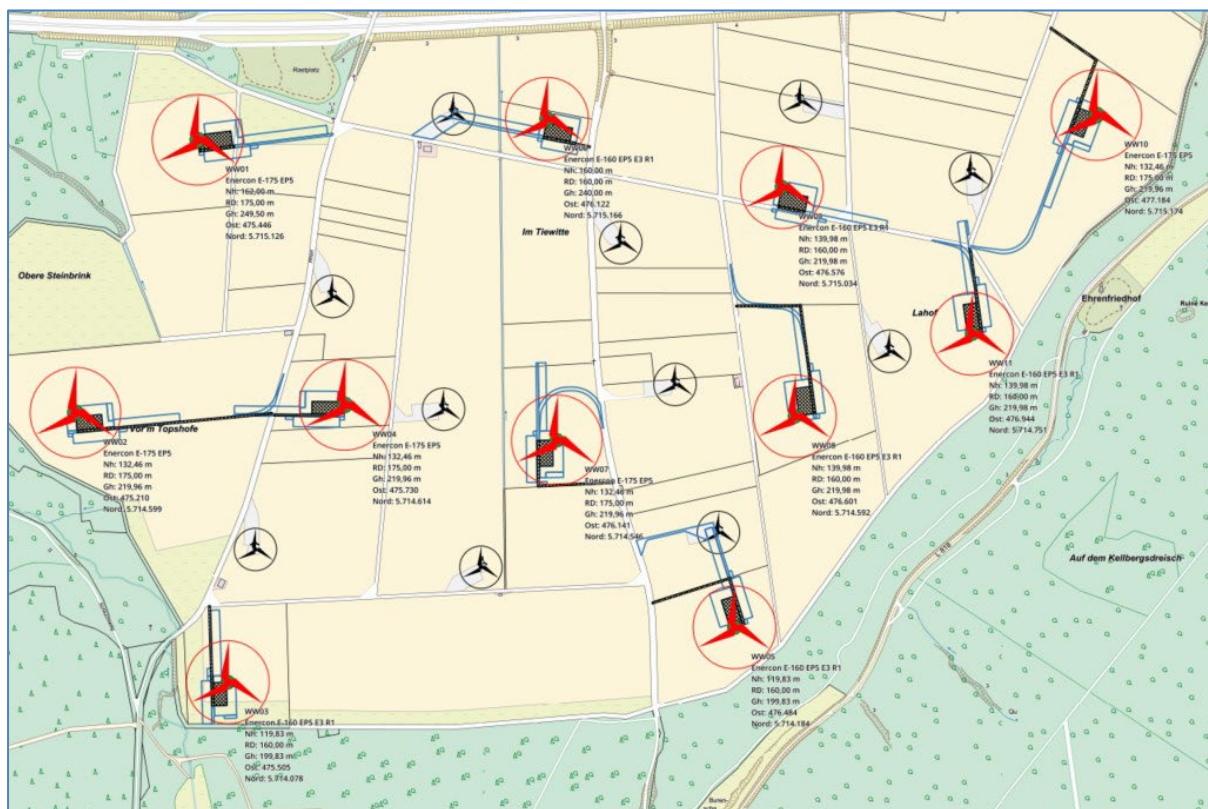 Rastplatz
WW01
Enercon E-175 EP5
Nh: 162,00 m
RD: 175,00 m
Gh: 249,50 m
Ost: 475.446
Nord: 5.715.126
Enercon E-160 EP5 E3 R1
Nh: 160,00 m
RD: 160,00 m
Gh: 240,00 m
Ost: 476.122
Nord: 5.715.166
WW10
Enercon E-175 EP5
Nh: 132,46 m
RD: 175,00 m
Gh: 219,96 m
Ost: 477.184
Nord: 5.715.174
WW09
Enercon E-160 EP5 E3 R1
Nh: 139,98 m
RD: 160,00 m
Gh: 219,98 m
Ost: 476.576
Nord: 5.715.034
Im Tiewitte
Obere Steinbrink
Ehrenfriedhof
Lahof
WW11
Enercon E-160 EP5 E3 R1
Nh: 139,98 m
RD: 160,00 m
Gh: 219,98 m
Ost: 476.944
Nord: 5.714.751
Vor'm Topshofe
WW02
Enercon E-175 EP5
Nh: 132,46 m
RD: 175,00 m
Gh: 219,96 m
Ost: 475.210
Nord: 5.714.599
WW04
Enercon E-175 EP5
Nh: 132,46 m
RD: 175,00 m
Gh: 219,96 m
Ost: 475.730
Nord: 5.714.614
WW07
Enercon E-175 EP5
Nh: 132,46 m
RD: 175,00 m
Gh: 219,96 m
Ost: 476.141
Nord: 5.714.546
WW08
Enercon E-160 EP5 E3 R1
Nh: 139,98 m
RD: 160,00 m
Gh: 219,98 m
Ost: 476.601
Nord: 5.714.592
L 818
Auf dem Kellbergsdreisch
WW03
Enercon E-160 EP5 E3 R1
Nh: 119,83 m
RD: 160,00 m
Gh: 199,83 m
Ost: 475.505
Nord: 5.714.078
WW05
Enercon E-160 EP5 E3 R1
Nh: 119,83 m
RD: 160,00 m
Gh: 199,83 m
Ost: 476.484
Nord: 5.714.184
Qu